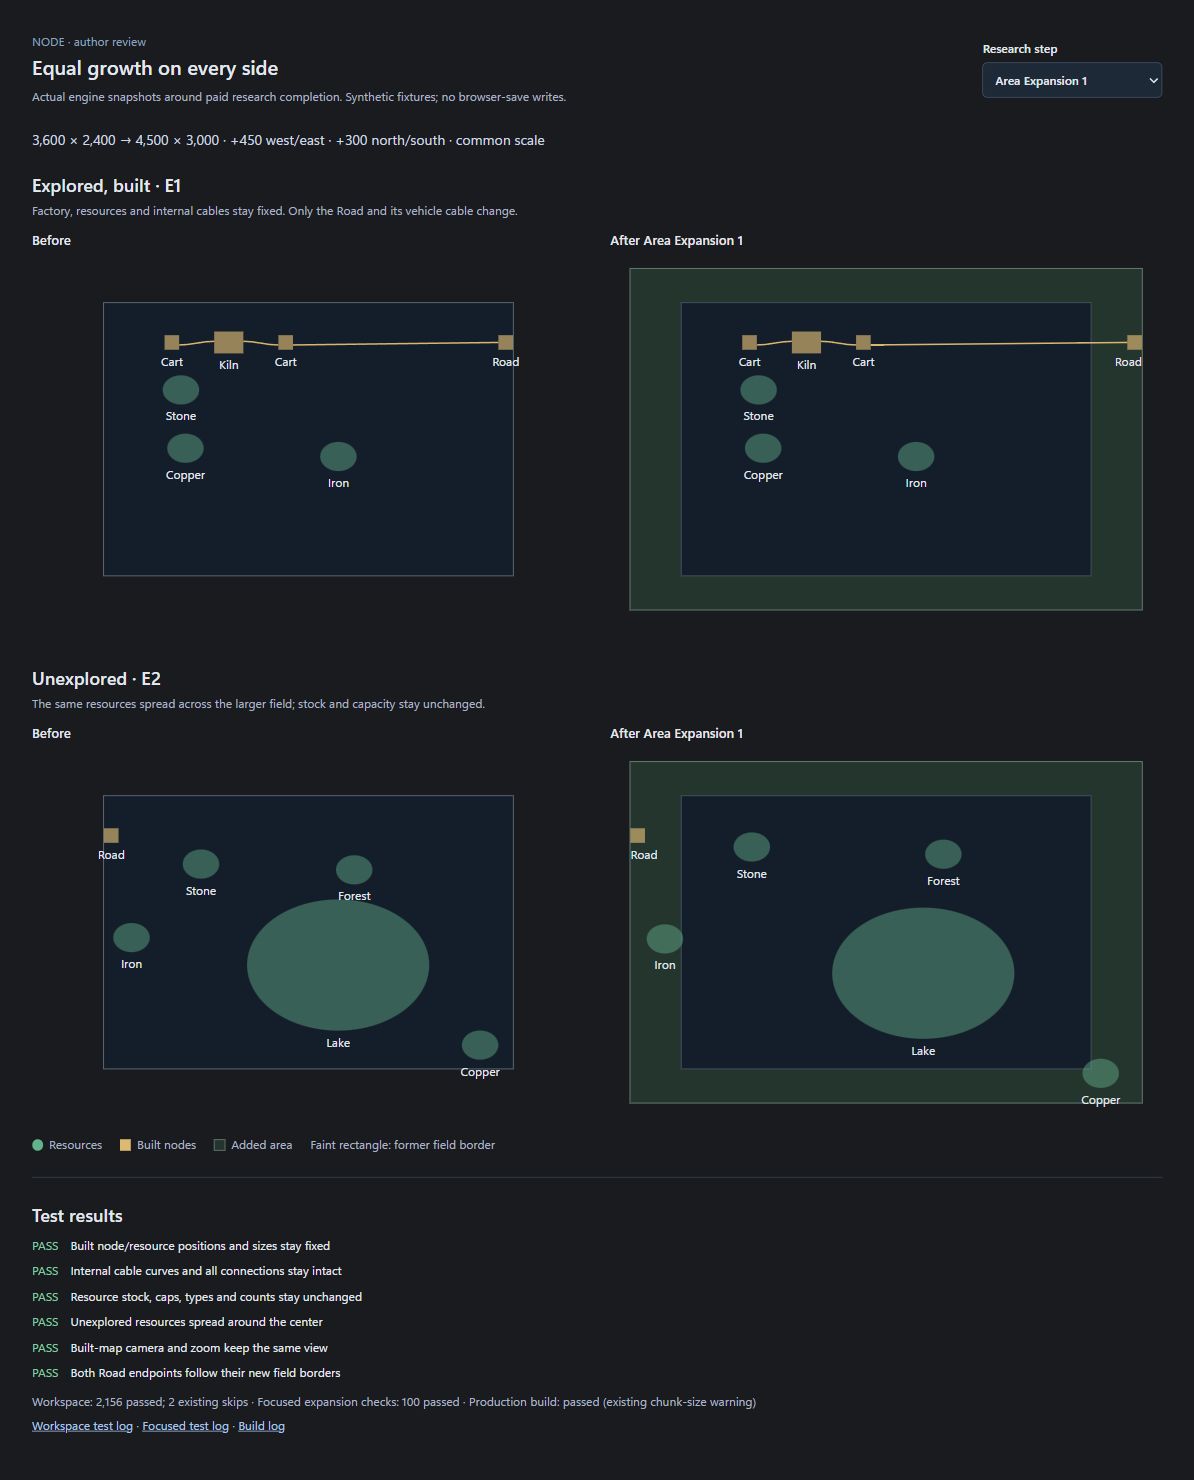 NODE · author review
Equal growth on every side
Actual engine snapshots around paid research completion. Synthetic fixtures; no browser-save writes.
Research step
Area Expansion 1
3,600 × 2,400 → 4,500 × 3,000 · +450 west/east · +300 north/south · common scale
Explored, built · E1
Factory, resources and internal cables stay fixed. Only the Road and its vehicle cable change.
Before
Cart
Kiln
Cart
Road
Stone
Copper
Iron
After Area Expansion 1
Cart
Kiln
Cart
Road
Stone
Copper
Iron
Unexplored · E2
The same resources spread across the larger field; stock and capacity stay unchanged.
Before
Road
Stone
Forest
Iron
Lake
Copper
After Area Expansion 1
Road
Stone
Forest
Iron
Lake
Copper
Resources
Built nodes
Added area
Faint rectangle: former field border
Test results
PASS Built node/resource positions and sizes stay fixed
PASS Internal cable curves and all connections stay intact
PASS Resource stock, caps, types and counts stay unchanged
PASS Unexplored resources spread around the center
PASS Built-map camera and zoom keep the same view
PASS Both Road endpoints follow their new field borders
Workspace: 2,156 passed; 2 existing skips · Focused expansion checks: 100 passed · Production build: passed (existing chunk-size warning)
Workspace test log · Focused test log · Build log